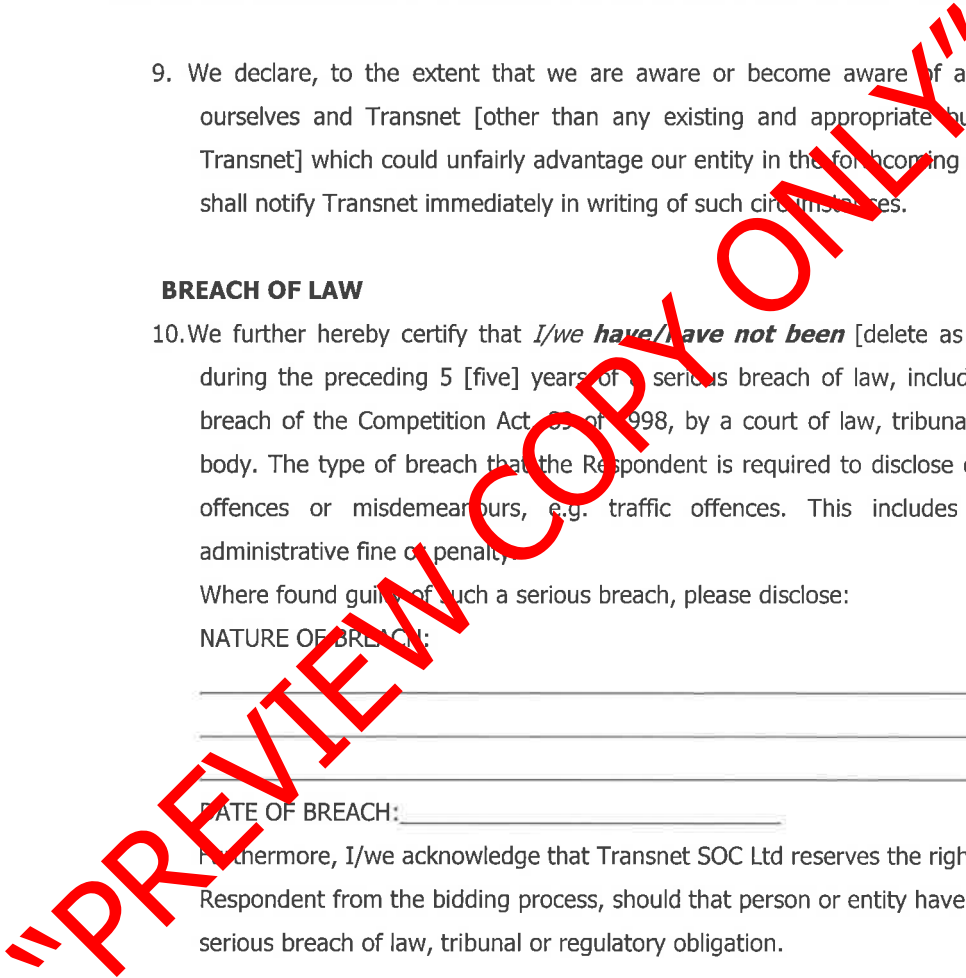 9. We declare, to the extent that we are aware or become aware of a
ourselves and Transnet [other than any existing and appropriate bu
Transnet] which could unfairly advantage our entity in the forthcoming
shall notify Transnet immediately in writing of such circumstances.
BREACH OF LAW
10.We further hereby certify that I/we have/have not been [delete as
during the preceding 5 [five] years of a serious breach of law, includ
breach of the Competition Act, 89 of 1998, by a court of law, tribuna
body. The type of breach that the Respondent is required to disclose
offences or misdemeanours, e.g. traffic offences. This includes
administrative fine or penalty.
Where found guilty of such a serious breach, please disclose:
NATURE OF BREACH:
DATE OF BREACH:
Furthermore, I/we acknowledge that Transnet SOC Ltd reserves the righ
Respondent from the bidding process, should that person or entity have
serious breach of law, tribunal or regulatory obligation.
"PREVIEW COPY ONLY"